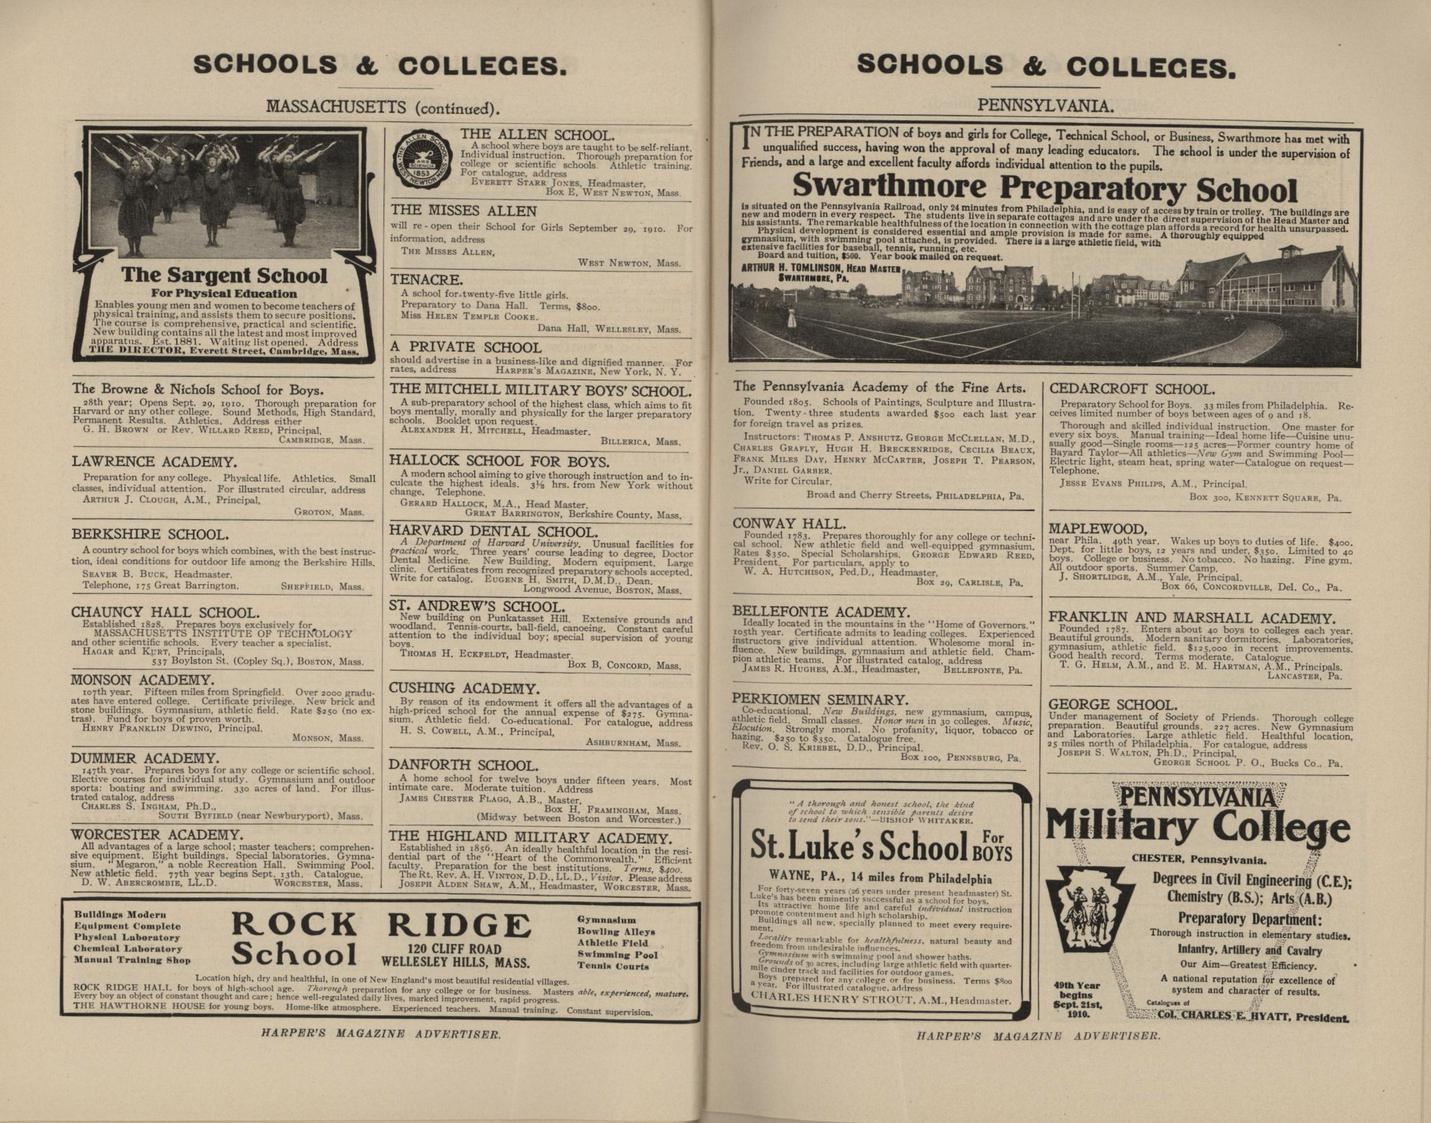 SCHOOLS & COLLEGES.
MASSACHUSETTS (continued).
The Sargent School
For Physical Education
Enables young men and women to become teachers of
physical training, and assists them to secure positions.
The course is comprehensive, practical and scientific.
New building contains all the latest and most improved
apparatus. Est. 1881. Waiting list opened. Address
THE DIRECTOR, Everett Street, Cambridge, Mass.
The Browne & Nichols School for Boys.
28th year; Opens Sept. 29, 1910. Thorough preparation for
Harvard or any other college. Sound Methods, High Standard,
Permanent Results. Athletics. Address either
G. H. BROWN or Rev. WILLARD REED, Principal,
CAMBRIDGE, Mass.
LAWRENCE ACADEMY.
Preparation for any college. Physical life. Athletics. Small
classes, individual attention. For illustrated circular, address
ARTHUR J. CLOUGH, A.M., Principal,
GROTON, Mass.
BERKSHIRE SCHOOL.
A country school for boys which combines, with the best instruc-
tion, ideal conditions for outdoor life among the Berkshire Hills.
SEAVER B. BUCK, Headmaster.
Telephone, 175 Great Barrington. SHEFFIELD, Mass.
CHAUNCY HALL SCHOOL.
Established 1828. Prepares boys exclusively for
MASSACHUSETTS INSTITUTE OF TECHNOLOGY
and other scientific schools. Every teacher a specialist.
HAGAR and KURT, Principals,
537 Boylston St. (Copley Sq.), BOSTON, Mass.
MONSON ACADEMY.
107th year. Fifteen miles from Springfield. Over 2000 gradu-
ates have entered college. Certificate privilege. New brick and
stone buildings. Gymnasium, athletic field. Rate $250 (no ex-
tras). Fund for boys of proven worth.
HENRY FRANKLIN DEWING, Principal.
MONSON, Mass.
DUMMER ACADEMY.
147th year. Prepares boys for any college or scientific school.
Elective courses for individual study. Gymnasium and outdoor
sports: boating and swimming. 330 acres of land. For illus-
trated catalog, address
CHARLES S. INGHAM, Ph.D.,
SOUTH BYFIELD (near Newburyport), Mass.
WORCESTER ACADEMY.
All advantages of a large school; master teachers; comprehen-
sive equipment. Eight buildings. Special laboratories. Gymna-
sium. "Megaron," a noble Recreation Hall. Swimming Pool.
New athletic field. 77th year begins Sept. 13th. Catalogue.
D. W. ABERCROMBIE, LL.D. WORCESTER, Mass.
THE ALLEN SCHOOL
WEST NEWTON MASS
1853
THE ALLEN SCHOOL.
A school where boys are taught to be self-reliant.
Individual instruction. Thorough preparation for
college or scientific schools. Athletic training.
For catalogue, address
EVERETT STARR JONES, Headmaster,
Box E, WEST NEWTON, Mass.
THE MISSES ALLEN
will re-open their School for Girls September 29, 1910. For
information, address
THE MISSES ALLEN,
WEST NEWTON, Mass.
TENACRE.
A school for twenty-five little girls.
Preparatory to Dana Hall. Terms, $800.
Miss HELEN TEMPLE COOKE.
Dana Hall, WELLESLEY, Mass.
A PRIVATE SCHOOL
should advertise in a business-like and dignified manner. For
rates, address HARPER'S MAGAZINE, New York, N. Y.
THE MITCHELL MILITARY BOYS' SCHOOL.
A sub-preparatory school of the highest class, which aims to fit
boys mentally, morally and physically for the larger preparatory
schools. Booklet upon request.
ALEXANDER H. MITCHELL, Headmaster.
BILLERICA, Mass.
HALLOCK SCHOOL FOR BOYS.
A modern school aiming to give thorough instruction and to in-
culcate the highest ideals. 3½ hrs. from New York without
change. Telephone.
GERARD HALLOCK, M.A., Head Master,
GREAT BARRINGTON, Berkshire County, Mass.
HARVARD DENTAL SCHOOL.
A Department of Harvard University. Unusual facilities for
practical work. Three years' course leading to degree, Doctor
Dental Medicine. New Building. Modern equipment. Large
clinic. Certificates from recognized preparatory schools accepted.
Write for catalog. EUGENE H. SMITH, D.M.D., Dean.
Longwood Avenue, BOSTON, Mass.
ST. ANDREW'S SCHOOL.
New building on Punkatasset Hill. Extensive grounds and
woodland. Tennis-courts, ball-field, canoeing. Constant careful
attention to the individual boy; special supervision of young
boys.
THOMAS H. ECKFELDT, Headmaster.
Box B, CONCORD, Mass.
CUSHING ACADEMY.
By reason of its endowment it offers all the advantages of a
high-priced school for the annual expense of $275. Gymna-
sium. Athletic field. Co-educational. For catalogue, address
H. S. COWELL, A.M., Principal,
ASHBURNHAM, Mass.
DANFORTH SCHOOL.
A home school for twelve boys under fifteen years. Most
intimate care. Moderate tuition. Address
JAMES CHESTER FLAGG, A.B., Master,
Box H, FRAMINGHAM, Mass.
(Midway between Boston and Worcester.)
THE HIGHLAND MILITARY ACADEMY.
Established in 1856. An ideally healthful location in the resi-
dential part of the "Heart of the Commonwealth." Efficient
faculty. Preparation for the best institutions. Terms, $400.
The Rt. Rev. A. H. VINTON, D.D., LL.D., Visitor. Please address
JOSEPH ALDEN SHAW, A.M., Headmaster, WORCESTER, MASS.
Buildings Modern
Equipment Complete
Physical Laboratory
Chemical Laboratory
Manual Training Shop
ROCK RIDGE
School
120 CLIFF ROAD
WELLESLEY HILLS, MASS.
Gymnasium
Bowling Alleys
Athletic Field
Swimming Pool
Tennis Courts
Location high, dry and healthful, in one of New England's most beautiful residential villages.
ROCK RIDGE HALL for boys of high-school age. Thorough preparation for any college or for business. Masters able, experienced, mature.
Every boy an object of constant thought and care; hence well-regulated daily lives, marked improvement, rapid progress.
THE HAWTHORNE HOUSE for young boys. Home-like atmosphere. Experienced teachers. Manual training. Constant supervision.
HARPER'S MAGAZINE ADVERTISER.
SCHOOLS & COLLEGES.
PENNSYLVANIA.
IN THE PREPARATION of boys and girls for College, Technical School, or Business, Swarthmore has met with
unqualified success, having won the approval of many leading educators. The school is under the supervision of
Friends, and a large and excellent faculty affords individual attention to the pupils.
Swarthmore Preparatory School
is situated on the Pennsylvania Railroad, only 24 minutes from Philadelphia, and is easy of access by train or trolley. The buildings are
new and modern in every respect. The students live in separate cottages and are under the direct supervision of the Head Master and
his assistants. The remarkable healthfulness of the location in connection with the cottage plan affords a record for health unsurpassed.
Physical development is considered essential and ample provision is made for same. A thoroughly equipped
gymnasium, with swimming pool attached, is provided. There is a large athletic field, with
extensive facilities for baseball, tennis, running, etc.
Board and tuition, $500. Year book mailed on request.
ARTHUR H. TOMLINSON, HEAD MASTER,
SWARTHMORE, PA.
The Pennsylvania Academy of the Fine Arts.
Founded 1805. Schools of Paintings, Sculpture and Illustra-
tion. Twenty-three students awarded $500 each last year
for foreign travel as prizes.
Instructors: THOMAS P. ANSHUTZ, GEORGE MCCLELLAN, M.D.,
CHARLES GRAFLY, HUGH H. BRECKENRIDGE, CECILIA BEAUX,
FRANK MILES DAY, HENRY MCCARTER, JOSEPH T. PEARSON,
Jr., DANIEL GARBER.
Write for Circular.
Broad and Cherry Streets, PHILADELPHIA, Pa.
CONWAY HALL.
Founded 1783. Prepares thoroughly for any college or techni-
cal school. New athletic field and well-equipped gymnasium.
Rates $350. Special Scholarships. GEORGE EDWARD REED,
President. For particulars, apply to
W. A. HUTCHISON, Ped.D., Headmaster,
Box 29, CARLISLE, Pa.
BELLEFONTE ACADEMY.
Ideally located in the mountains in the "Home of Governors."
105th year. Certificate admits to leading colleges. Experienced
instructors give individual attention. Wholesome moral in-
fluence. New buildings, gymnasium and athletic field. Cham-
pion athletic teams. For illustrated catalog, address
JAMES R. HUGHES, A.M., Headmaster, BELLEFONTE, Pa.
PERKIOMEN SEMINARY.
Co-educational. New Buildings, new gymnasium, campus,
athletic field. Small classes. Honor men in 30 colleges. Music,
Elocution. Strongly moral. No profanity, liquor, tobacco or
hazing. $250 to $350. Catalogue free.
Rev. O. S. KRIEBEL, D.D., Principal.
Box 100, PENNSBURG, Pa.
"A thorough and honest school, the kind
of school to which sensible parents desire
to send their sons."—BISHOP WHITAKER.
St. Luke's School For BOYS
WAYNE, PA., 14 miles from Philadelphia
For forty-seven years (26 years under present headmaster) St.
Luke's has been eminently successful as a school for boys.
Its attractive home life and careful individual instruction
promote contentment and high scholarship.
Buildings all new, specially planned to meet every require-
ment.
Locality remarkable for healthfulness, natural beauty and
freedom from undesirable influences.
Gymnasium with swimming pool and shower baths.
Grounds of 30 acres, including large athletic field with quarter-
mile cinder track and facilities for outdoor games.
Boys prepared for any college or for business. Terms $800
a year. For illustrated catalogue, address
CHARLES HENRY STROUT, A.M., Headmaster.
CEDARCROFT SCHOOL.
Preparatory School for Boys. 33 miles from Philadelphia. Re-
ceives limited number of boys between ages of 9 and 18.
Thorough and skilled individual instruction. One master for
every six boys. Manual training—Ideal home life—Cuisine unu-
sually good—Single rooms—125 acres—Former country home of
Bayard Taylor—All athletics—New Gym and Swimming Pool—
Electric light, steam heat, spring water—Catalogue on request—
Telephone.
JESSE EVANS PHILIPS, A.M., Principal.
Box 300, KENNETT SQUARE, Pa.
MAPLEWOOD,
near Phila. 49th year. Wakes up boys to duties of life. $400.
Dept. for little boys, 12 years and under, $350. Limited to 40
boys. College or business. No tobacco. No hazing. Fine gym.
All outdoor sports. Summer Camp.
J. SHORTLIDGE, A.M., Yale, Principal.
Box 66, CONCORDVILLE, Del. Co., Pa.
FRANKLIN AND MARSHALL ACADEMY.
Founded 1787. Enters about 40 boys to colleges each year.
Beautiful grounds. Modern sanitary dormitories. Laboratories,
gymnasium, athletic field. $125,000 in recent improvements.
Good health record. Terms moderate. Catalogue.
T. G. HELM, A.M., and E. M. HARTMAN, A.M., Principals.
LANCASTER, Pa.
GEORGE SCHOOL.
Under management of Society of Friends. Thorough college
preparation. Beautiful grounds, 227 acres. New Gymnasium
and Laboratories. Large athletic field. Healthful location,
25 miles north of Philadelphia. For catalogue, address
JOSEPH S. WALTON, Ph.D., Principal,
GEORGE SCHOOL P. O., Bucks Co., Pa.
PENNSYLVANIA
Military College
CHESTER, Pennsylvania.
Degrees in Civil Engineering (C.E.);
Chemistry (B.S.); Arts (A.B.)
Preparatory Department:
Thorough instruction in elementary studies.
Infantry, Artillery and Cavalry
Our Aim—Greatest Efficiency.
A national reputation for excellence of
system and character of results.
49th Year
begins
Sept. 21st,
1910.
Catalogues of
Col. CHARLES E. HYATT, President.
HARPER'S MAGAZINE ADVERTISER.